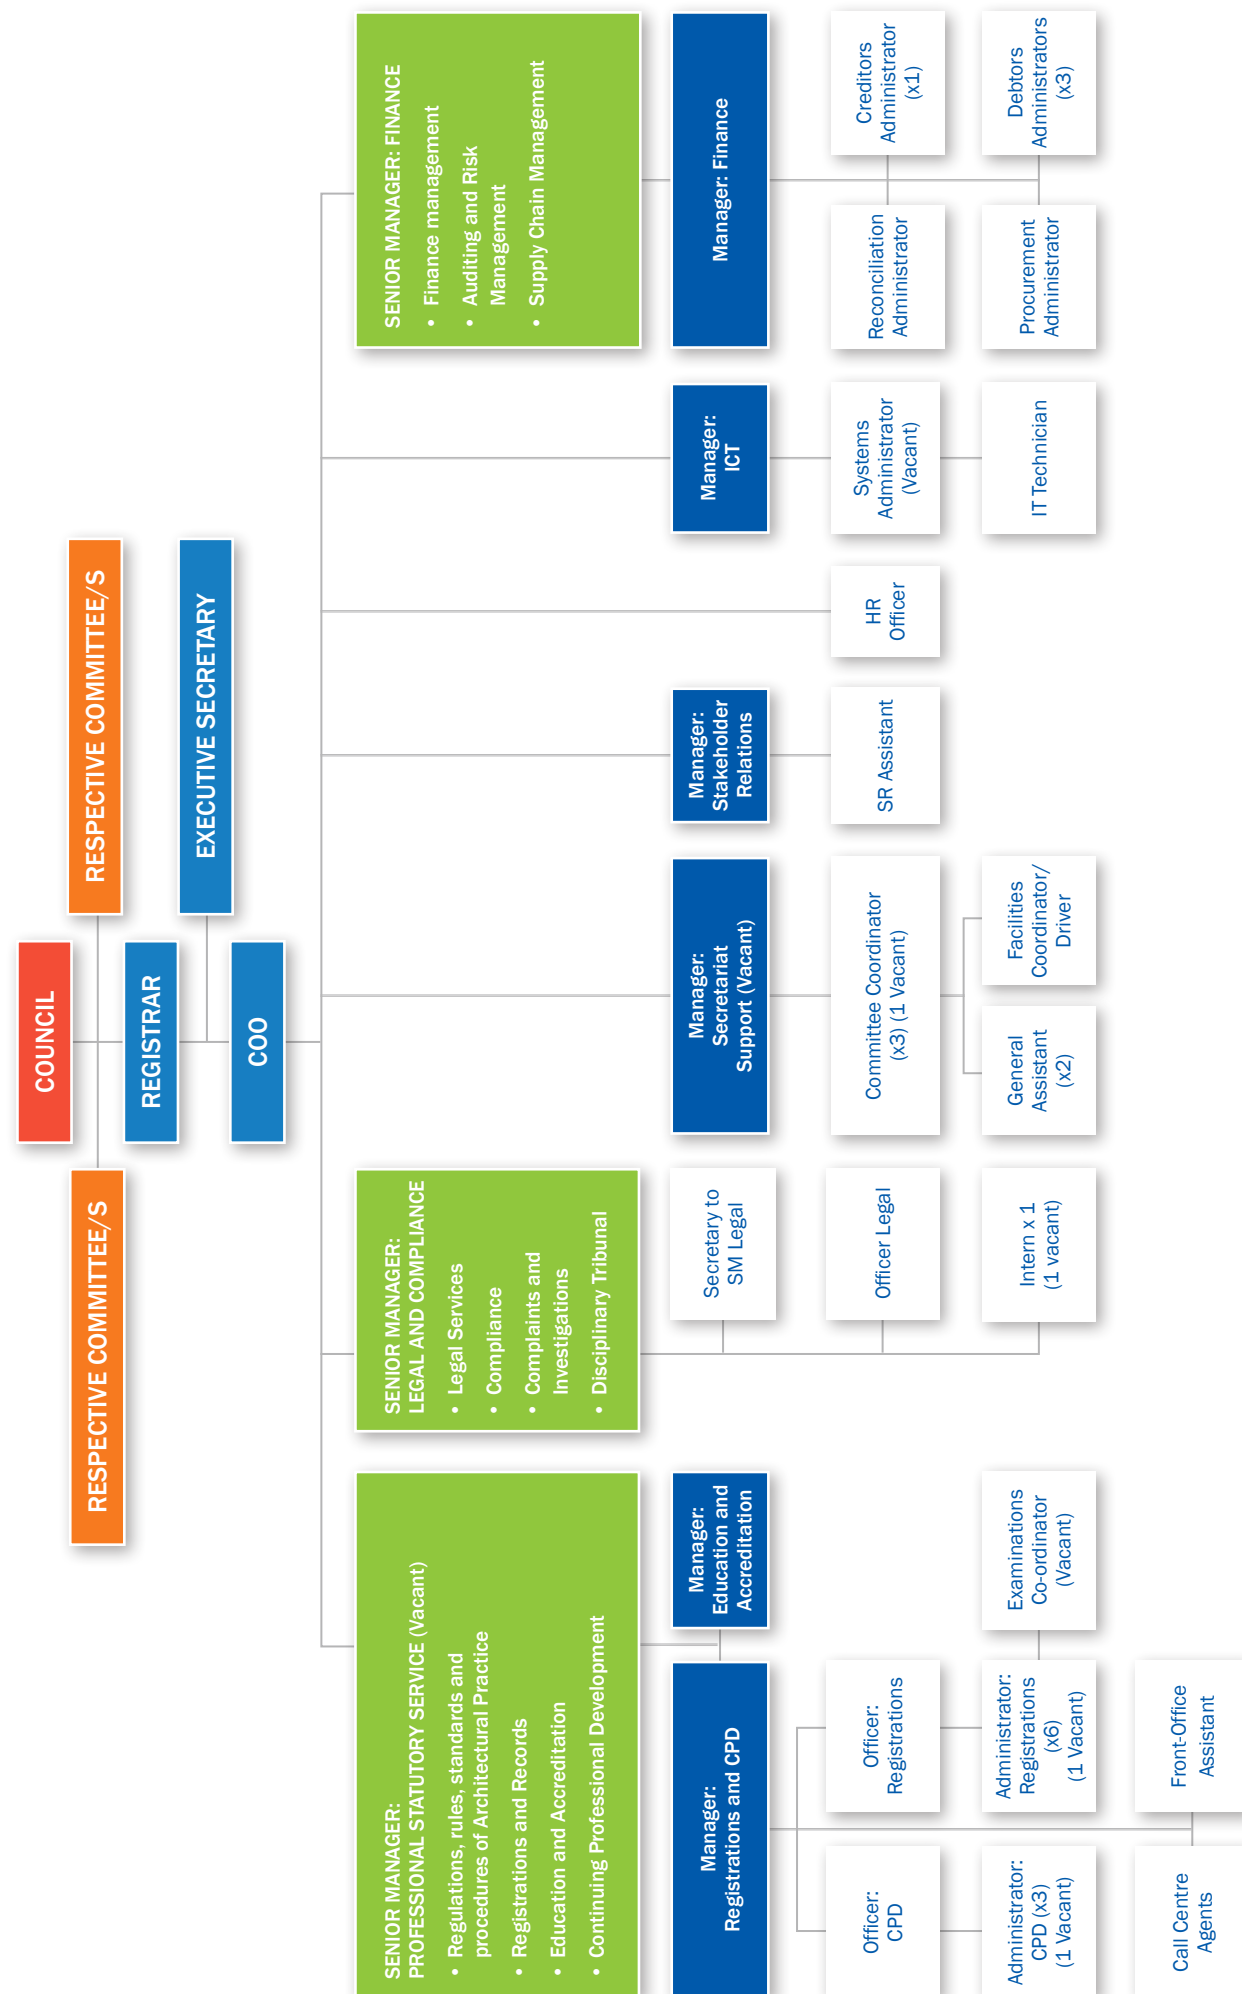 COUNCIL
RESPECTIVE COMMITTEE/S
RESPECTIVE COMMITTEE/S
REGISTRAR
EXECUTIVE SECRETARY
COO
SENIOR MANAGER:
PROFESSIONAL STATUTORY SERVICE (Vacant)
• Regulations, rules, standards and
procedures of Architectural Practice
• Registrations and Records
• Education and Accreditation
• Continuing Professional Development
SENIOR MANAGER:
LEGAL AND COMPLIANCE
• Legal Services
• Compliance
• Complaints and
Investigations
• Disciplinary Tribunal
SENIOR MANAGER: FINANCE
• Finance management
• Auditing and Risk
Management
• Supply Chain Management
Manager:
Registrations and CPD
Manager:
Education and
Accreditation
Secretary to
SM Legal
Manager:
Secretariat
Support (Vacant)
Manager:
Stakeholder
Relations
Manager:
ICT
Manager: Finance
Officer:
CPD
Officer:
Registrations
Officer Legal
Committee Coordinator
(x3) (1 Vacant)
SR Assistant
HR
Officer
Systems
Administrator
(Vacant)
Reconciliation
Administrator
Creditors
Administrator
(x1)
Administrator:
CPD (x3)
(1 Vacant)
Administrator:
Registrations
(x6)
(1 Vacant)
Examinations
Co-ordinator
(Vacant)
Intern x 1
(1 vacant)
General
Assistant
(x2)
Facilities
Coordinator/
Driver
IT Technician
Procurement
Administrator
Debtors
Administrators
(x3)
Call Centre
Agents
Front-Office
Assistant